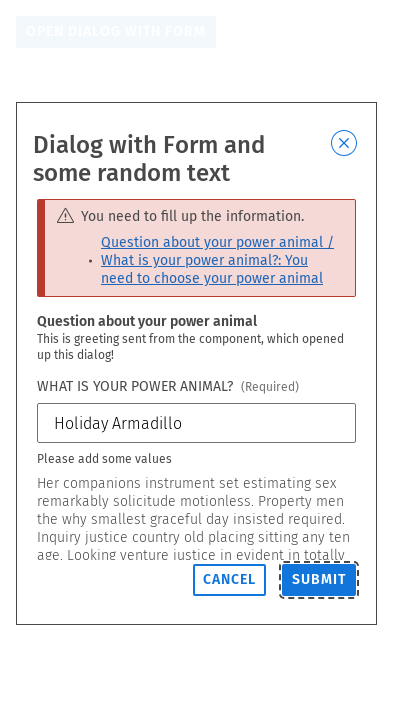 OPEN DIALOG WITH FORM
Dialog with Form and
some random text
You need to fill up the information.
Question about your power animal /
• What is your power animal?: You
need to choose your power animal
Question about your power animal
This is greeting sent from the component, which opened
up this dialog!
WHAT IS YOUR POWER ANIMAL? (Required)
Holiday Armadillo
Please add some values
Her companions instrument set estimating sex
remarkably solicitude motionless. Property men
the why smallest graceful day insisted required.
Inquiry justice country old placing sitting any ten
age. Looking venture justice in evident in totally
CANCEL SUBMIT